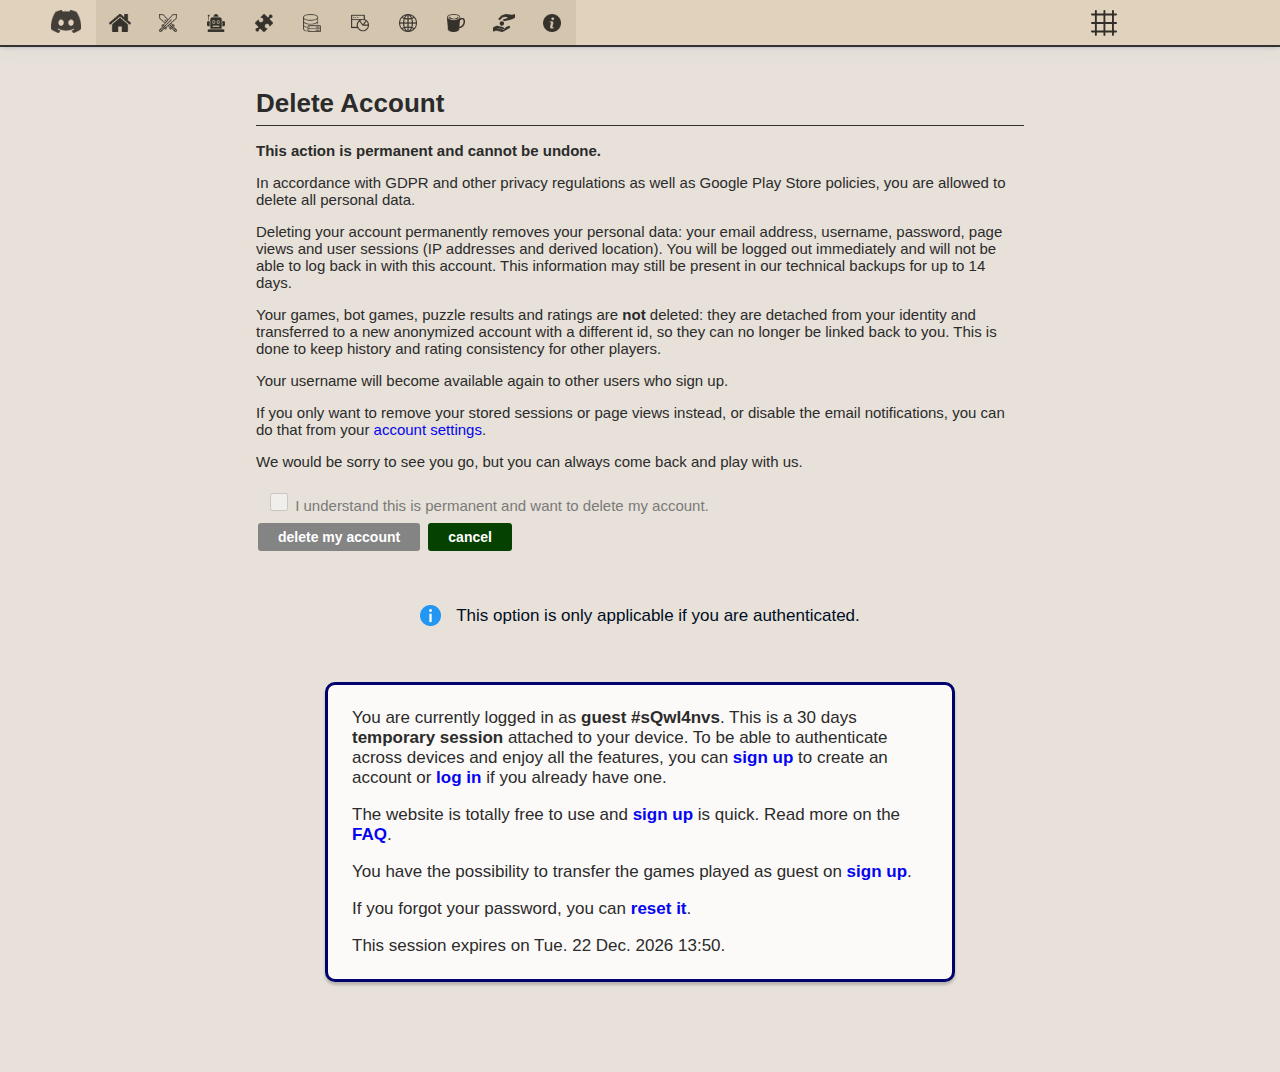 Delete Account
This action is permanent and cannot be undone.
In accordance with GDPR and other privacy regulations as well as Google Play Store policies, you are allowed to
delete all personal data.
Deleting your account permanently removes your personal data: your email address, username, password, page
views and user sessions (IP addresses and derived location). You will be logged out immediately and will not be
able to log back in with this account. This information may still be present in our technical backups for up to 14
days.
Your games, bot games, puzzle results and ratings are not deleted: they are detached from your identity and
transferred to a new anonymized account with a different id, so they can no longer be linked back to you. This is
done to keep history and rating consistency for other players.
Your username will become available again to other users who sign up.
If you only want to remove your stored sessions or page views instead, or disable the email notifications, you can
do that from your account settings.
We would be sorry to see you go, but you can always come back and play with us.
I understand this is permanent and want to delete my account.
delete my account cancel
This option is only applicable if you are authenticated.
You are currently logged in as guest #sQwl4nvs. This is a 30 days
temporary session attached to your device. To be able to authenticate
across devices and enjoy all the features, you can sign up to create an
account or log in if you already have one.
The website is totally free to use and sign up is quick. Read more on the
FAQ.
You have the possibility to transfer the games played as guest on sign up.
If you forgot your password, you can reset it.
This session expires on Tue. 22 Dec. 2026 13:50.